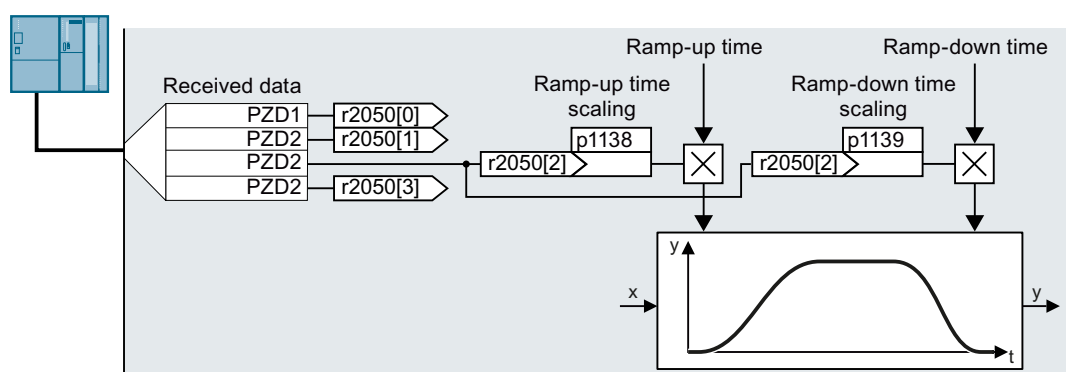 Ramp-up time
Ramp-down time
Received data
Ramp-up time
scaling
Ramp-down time
scaling
PZD1
r2050[0]
PZD2
r2050[1]
p1138
p1139
PZD2
r2050[2]
r2050[2]
PZD2
r2050[3]
y
x
y
t